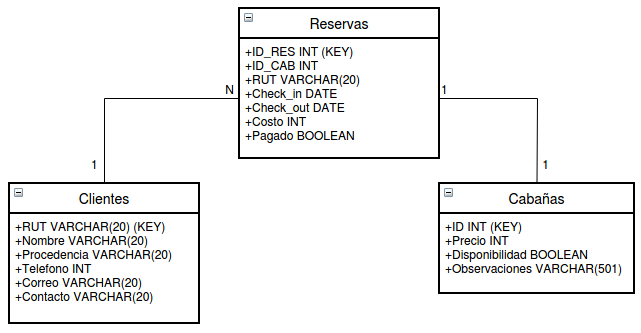 Reservas
+ID_RES INT (KEY)
+ID_CAB INT
+RUT VARCHAR(20)
+Check_in DATE
+Check_out DATE
+Costo INT
+Pagado BOOLEAN
N
1
1
1
Clientes
+RUT VARCHAR(20) (KEY)
+Nombre VARCHAR(20)
+Procedencia VARCHAR(20)
+Telefono INT
+Correo VARCHAR(20)
+Contacto VARCHAR(20)
Cabañas
+ID INT (KEY)
+Precio INT
+Disponibilidad BOOLEAN
+Observaciones VARCHAR(501)